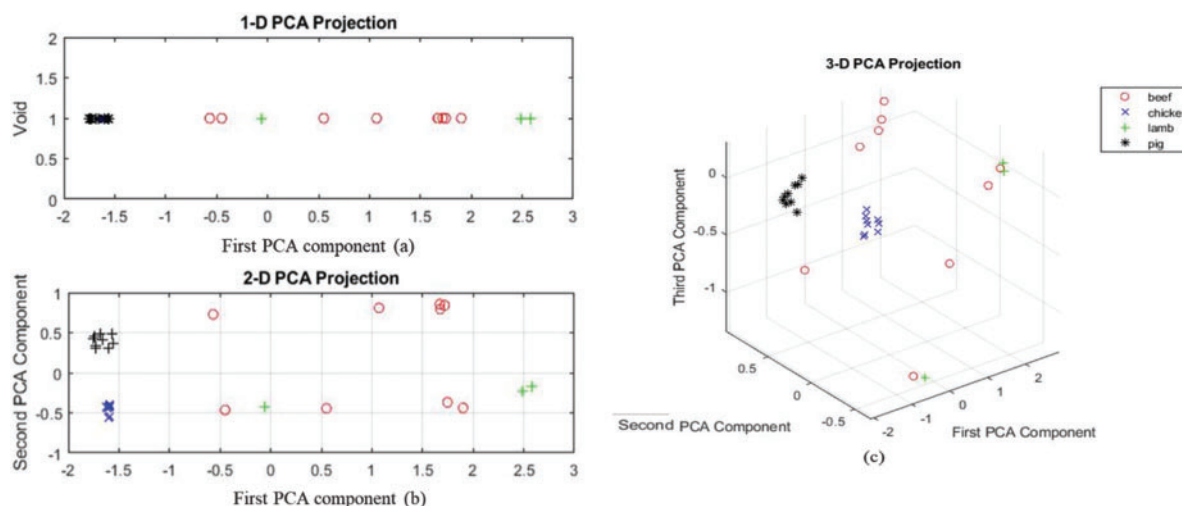 1-D PCA Projection
2
1.5
1
0.5
0
Void
-2 -1.5 -1 -0.5 0 0.5 1 1.5 2 2.5 3
First PCA component (a)
2-D PCA Projection
1
0.5
0
-0.5
-1
Second PCA Component
-2 -1.5 -1 -0.5 0 0.5 1 1.5 2 2.5 3
First PCA component (b)
3-D PCA Projection
beef
chicke
lamb
pig
0
-0.5
-1
Third PCA Component
0.5
0
-0.5
-2 -1 0 1 2
Second PCA Component
First PCA Component
(c)